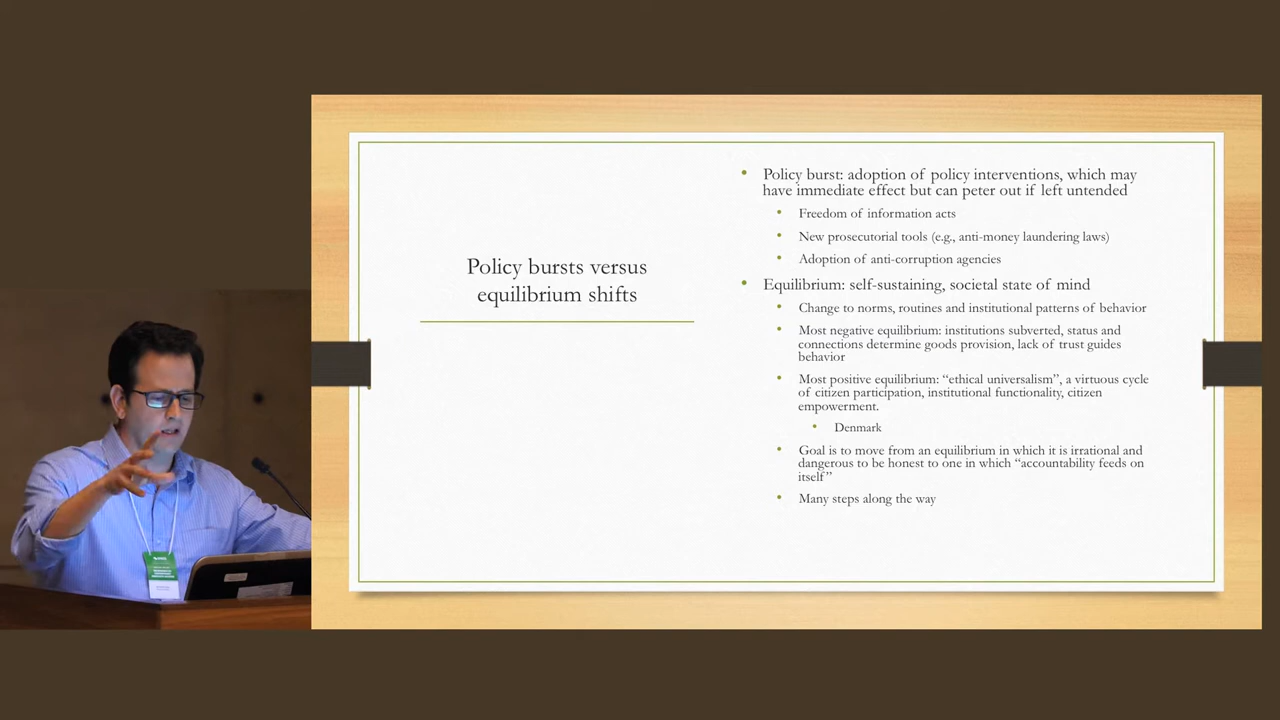 Policy bursts versus
equilibrium shifts
Policy burst: adoption of policy interventions, which may
have immediate effect but can peter out if left untended
Freedom of information acts
New prosecutorial tools (e.g., anti-money laundering laws)
Adoption of anti-corruption agencies
Equilibrium: self-sustaining, societal state of mind
Change to norms, routines and institutional patterns of behavior
Most negative equilibrium: institutions subverted, status and
connections determine goods provision, lack of trust guides
behavior
Most positive equilibrium: “ethical universalism”, a virtuous cycle
of citizen participation, institutional functionality, citizen
empowerment.
Denmark
Goal is to move from an equilibrium in which it is irrational and
dangerous to be honest to one in which “accountability feeds on
itself”
Many steps along the way